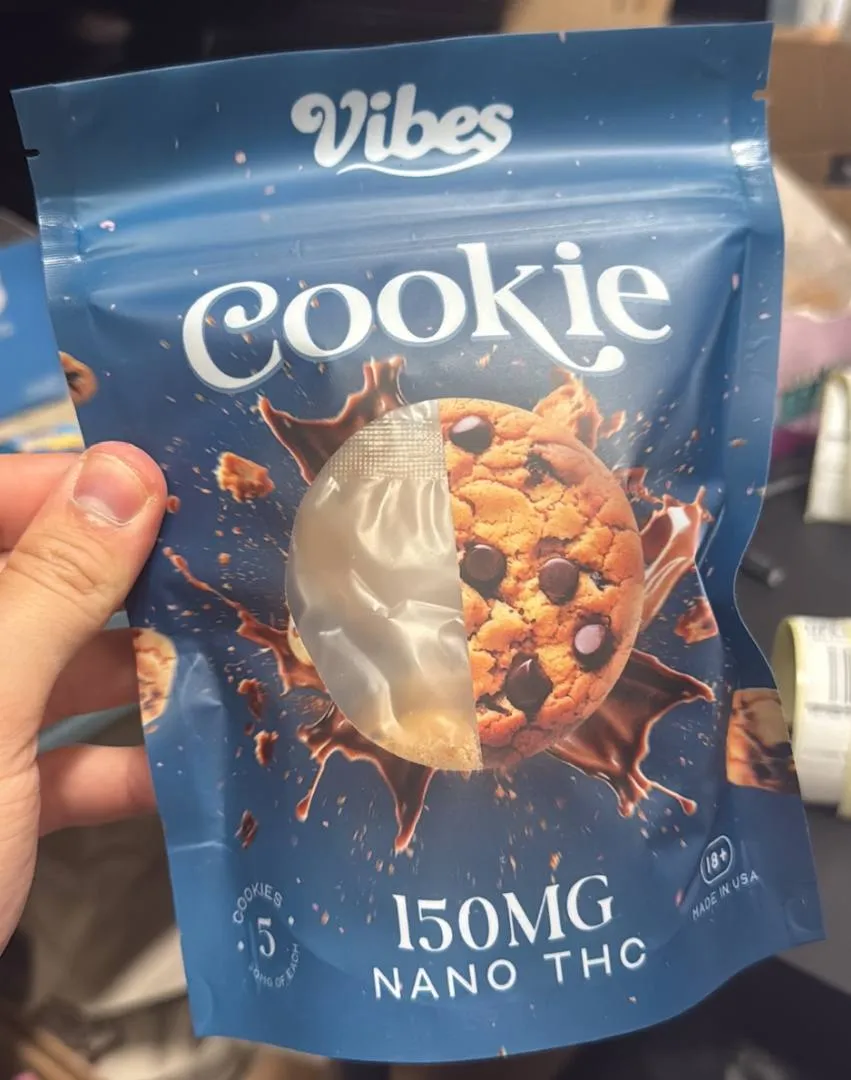 Vibes
Cookie
COOKIES
5
150MG
NANO THC
18+
MADE IN USA